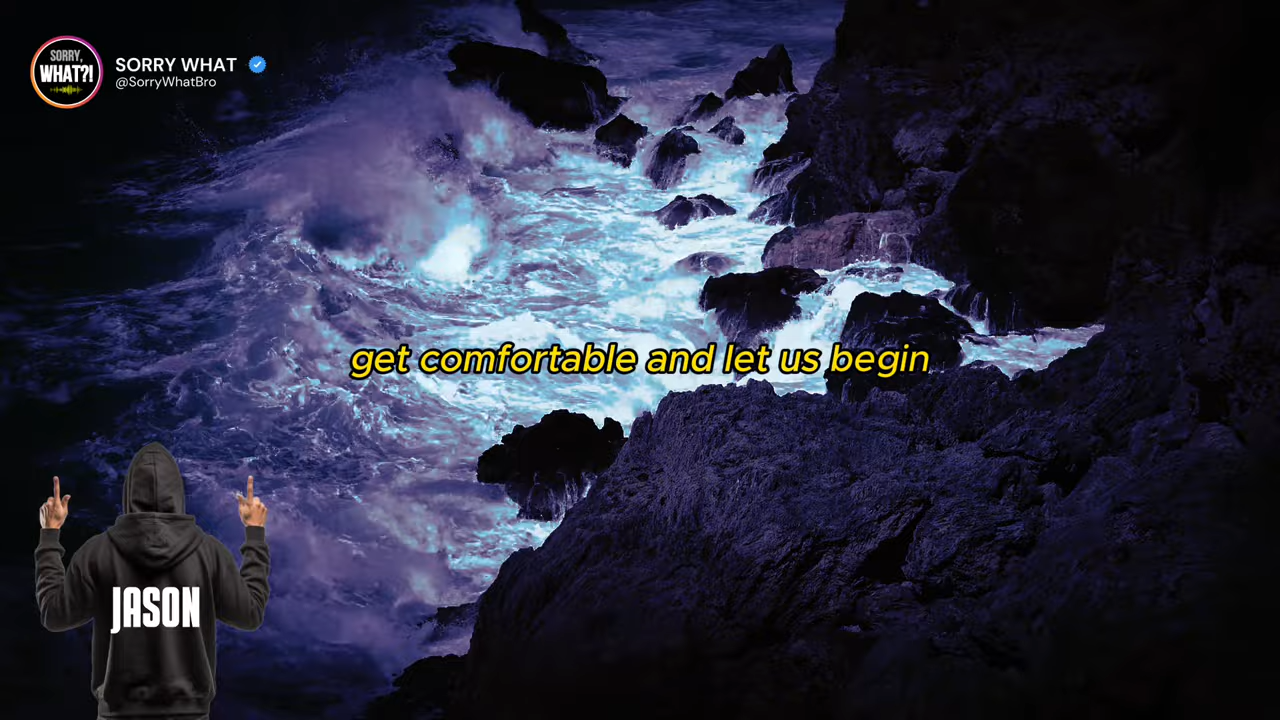 SORRY,
WHAT?!
SORRY WHAT
@SorryWhatBro
get comfortable and let us begin
JASON